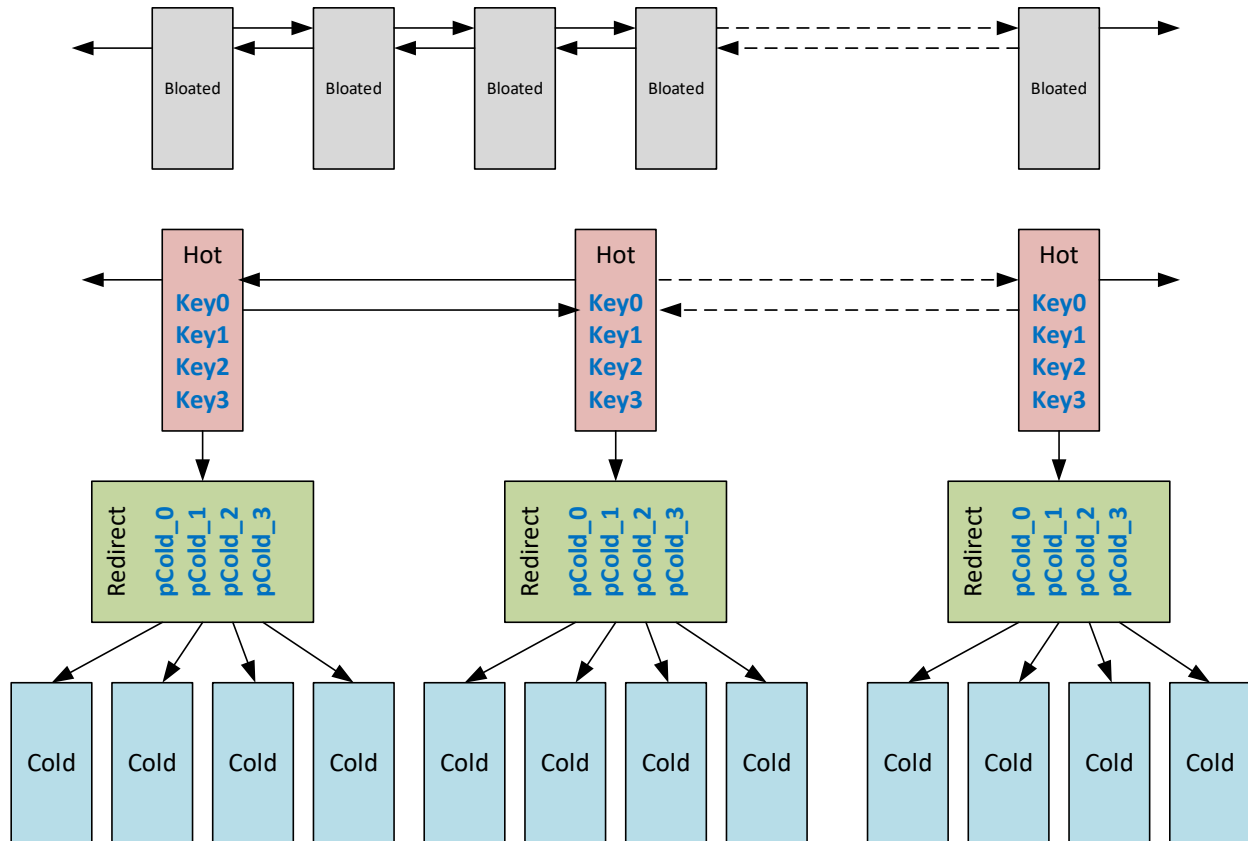 Bloated
Bloated
Bloated
Bloated
Bloated
Hot
Key0
Key1
Key2
Key3
Hot
Key0
Key1
Key2
Key3
Hot
Key0
Key1
Key2
Key3
Redirect
pCold_0
pCold_1
pCold_2
pCold_3
Redirect
pCold_0
pCold_1
pCold_2
pCold_3
Redirect
pCold_0
pCold_1
pCold_2
pCold_3
Cold
Cold
Cold
Cold
Cold
Cold
Cold
Cold
Cold
Cold
Cold
Cold